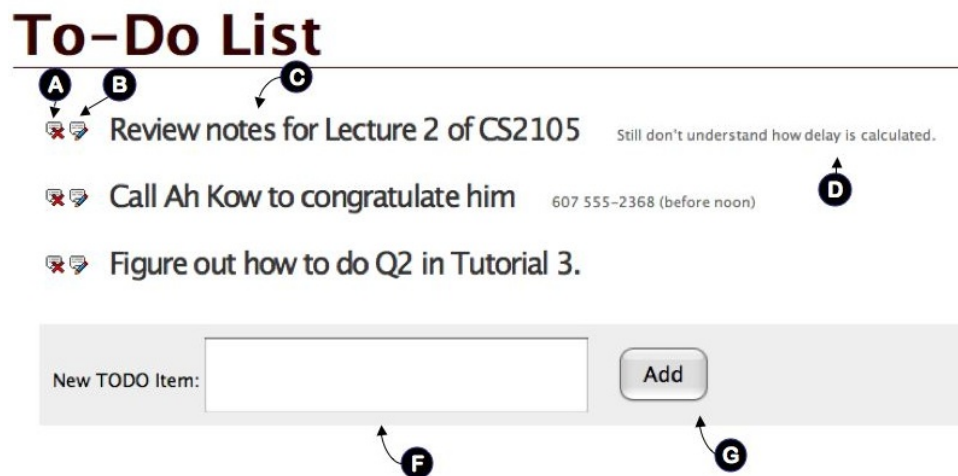 To-Do List
A B C
Review notes for Lecture 2 of CS2105 Still don't understand how delay is calculated.
D
Call Ah Kow to congratulate him 607 555-2368 (before noon)
Figure out how to do Q2 in Tutorial 3.
New TODO Item: Add
F G